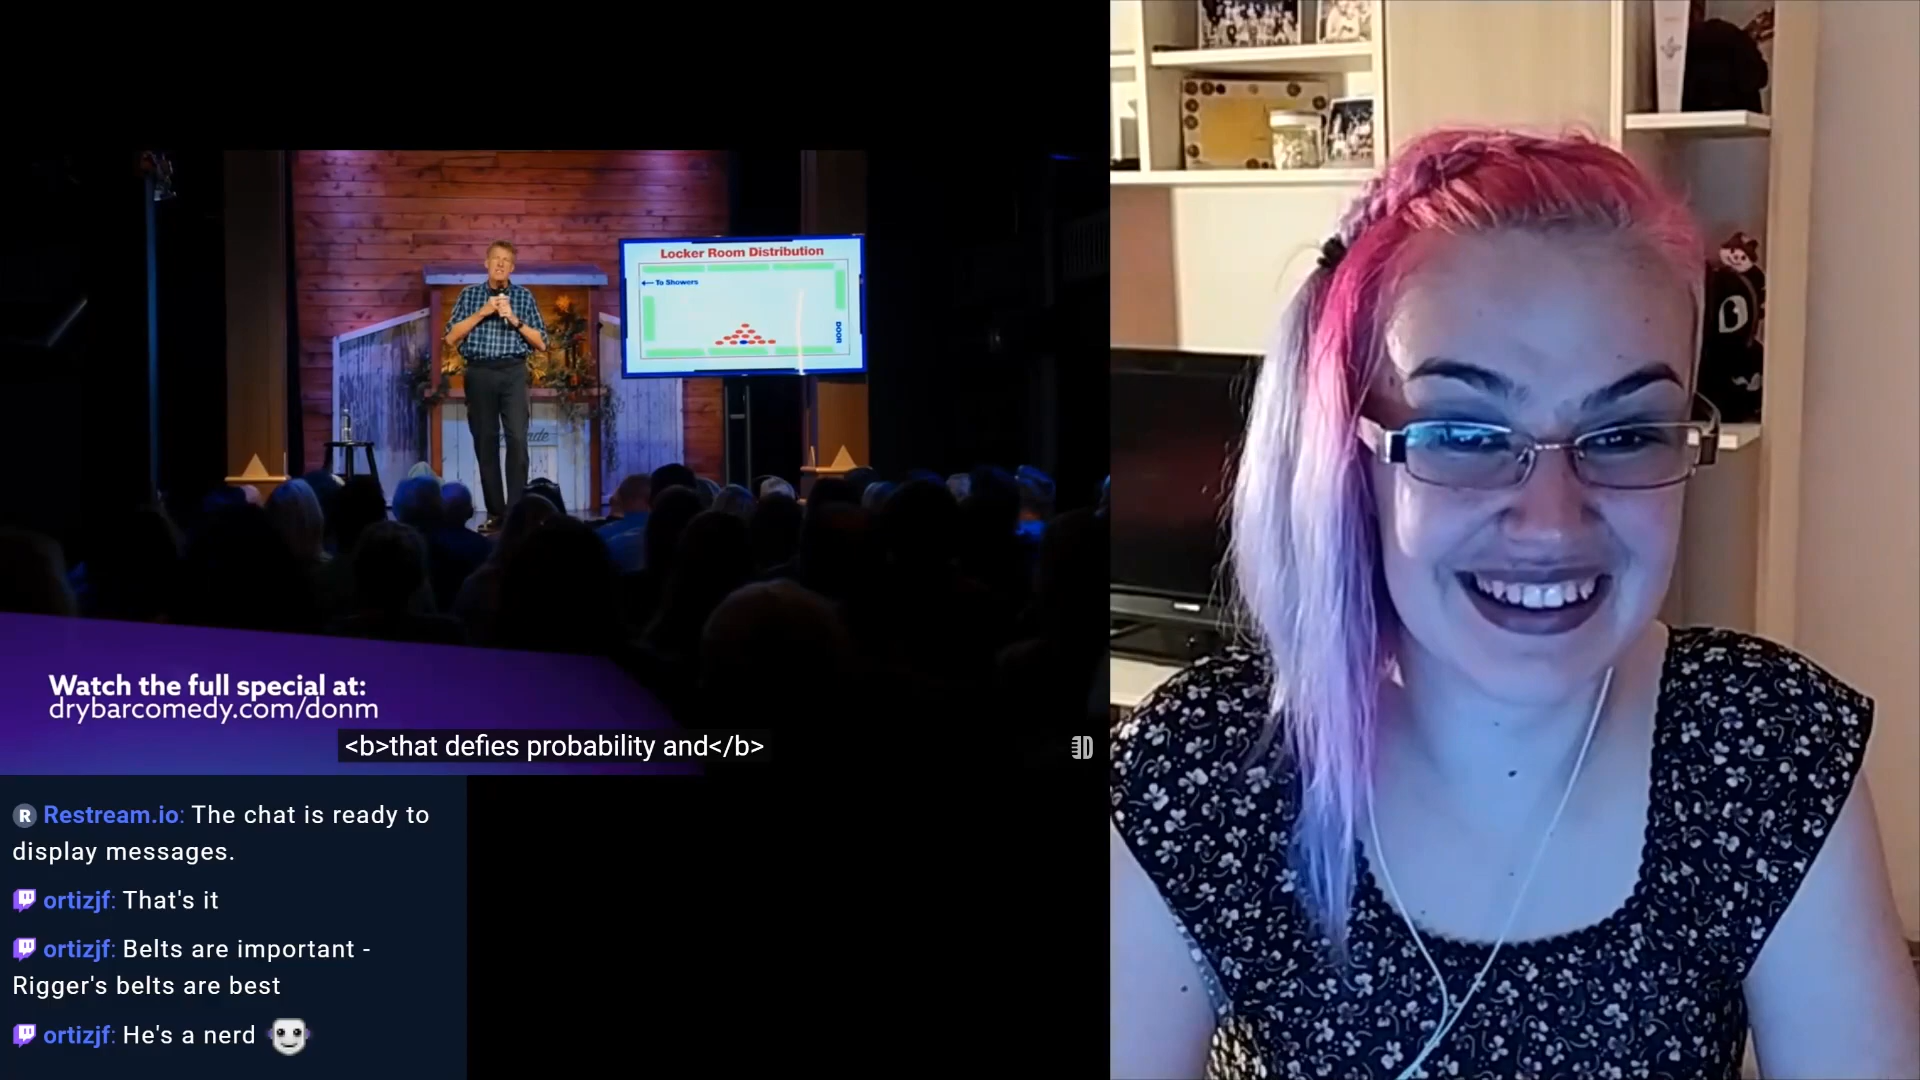 Locker Room Distribution
To Showers
DOOR
Watch the full special at:
drybarcomedy.com/donm
<b>that defies probability and</b>
R Restream.io: The chat is ready to
display messages.
ortizjf: That's it
ortizjf: Belts are important -
Rigger's belts are best
ortizjf: He's a nerd